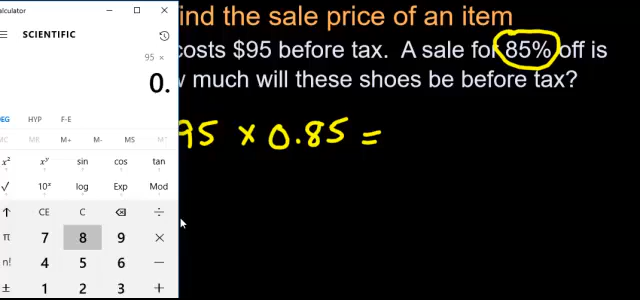 ind the sale price of an item
alculator
SCIENTIFIC
costs $95 before tax. A sale for 85% off is
95 ×
0.
w much will these shoes be before tax?
DEG HYP F-E
MC MR M+ M- MS M
95 × 0.85 =
x² xʸ sin cos tan
√ 10ˣ log Exp Mod
↑ CE C ⌫ ÷
π 7 8 9 ×
n! 4 5 6 −
± 1 2 3 +